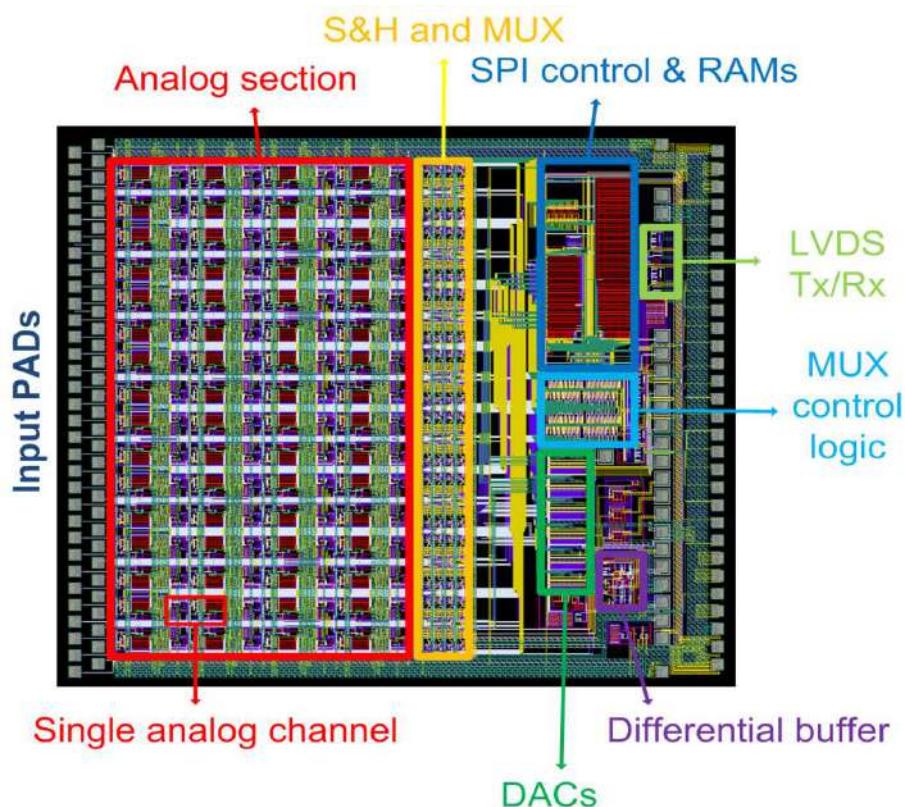 S&H and MUX
Analog section
SPI control & RAMs
LVDS
Tx/Rx
MUX
control
logic
Input PADs
Single analog channel
Differential buffer
DACs